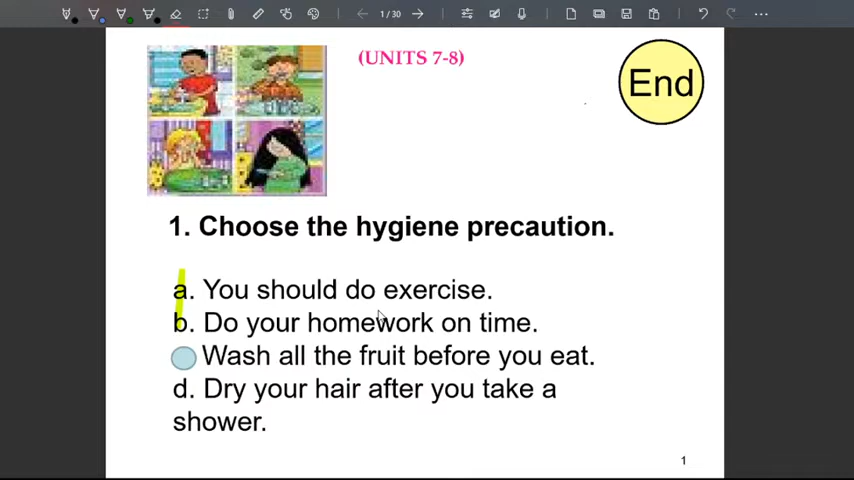 1 / 30
(UNITS 7-8)
End
1. Choose the hygiene precaution.
a. You should do exercise.
b. Do your homework on time.
Wash all the fruit before you eat.
d. Dry your hair after you take a
shower.
1